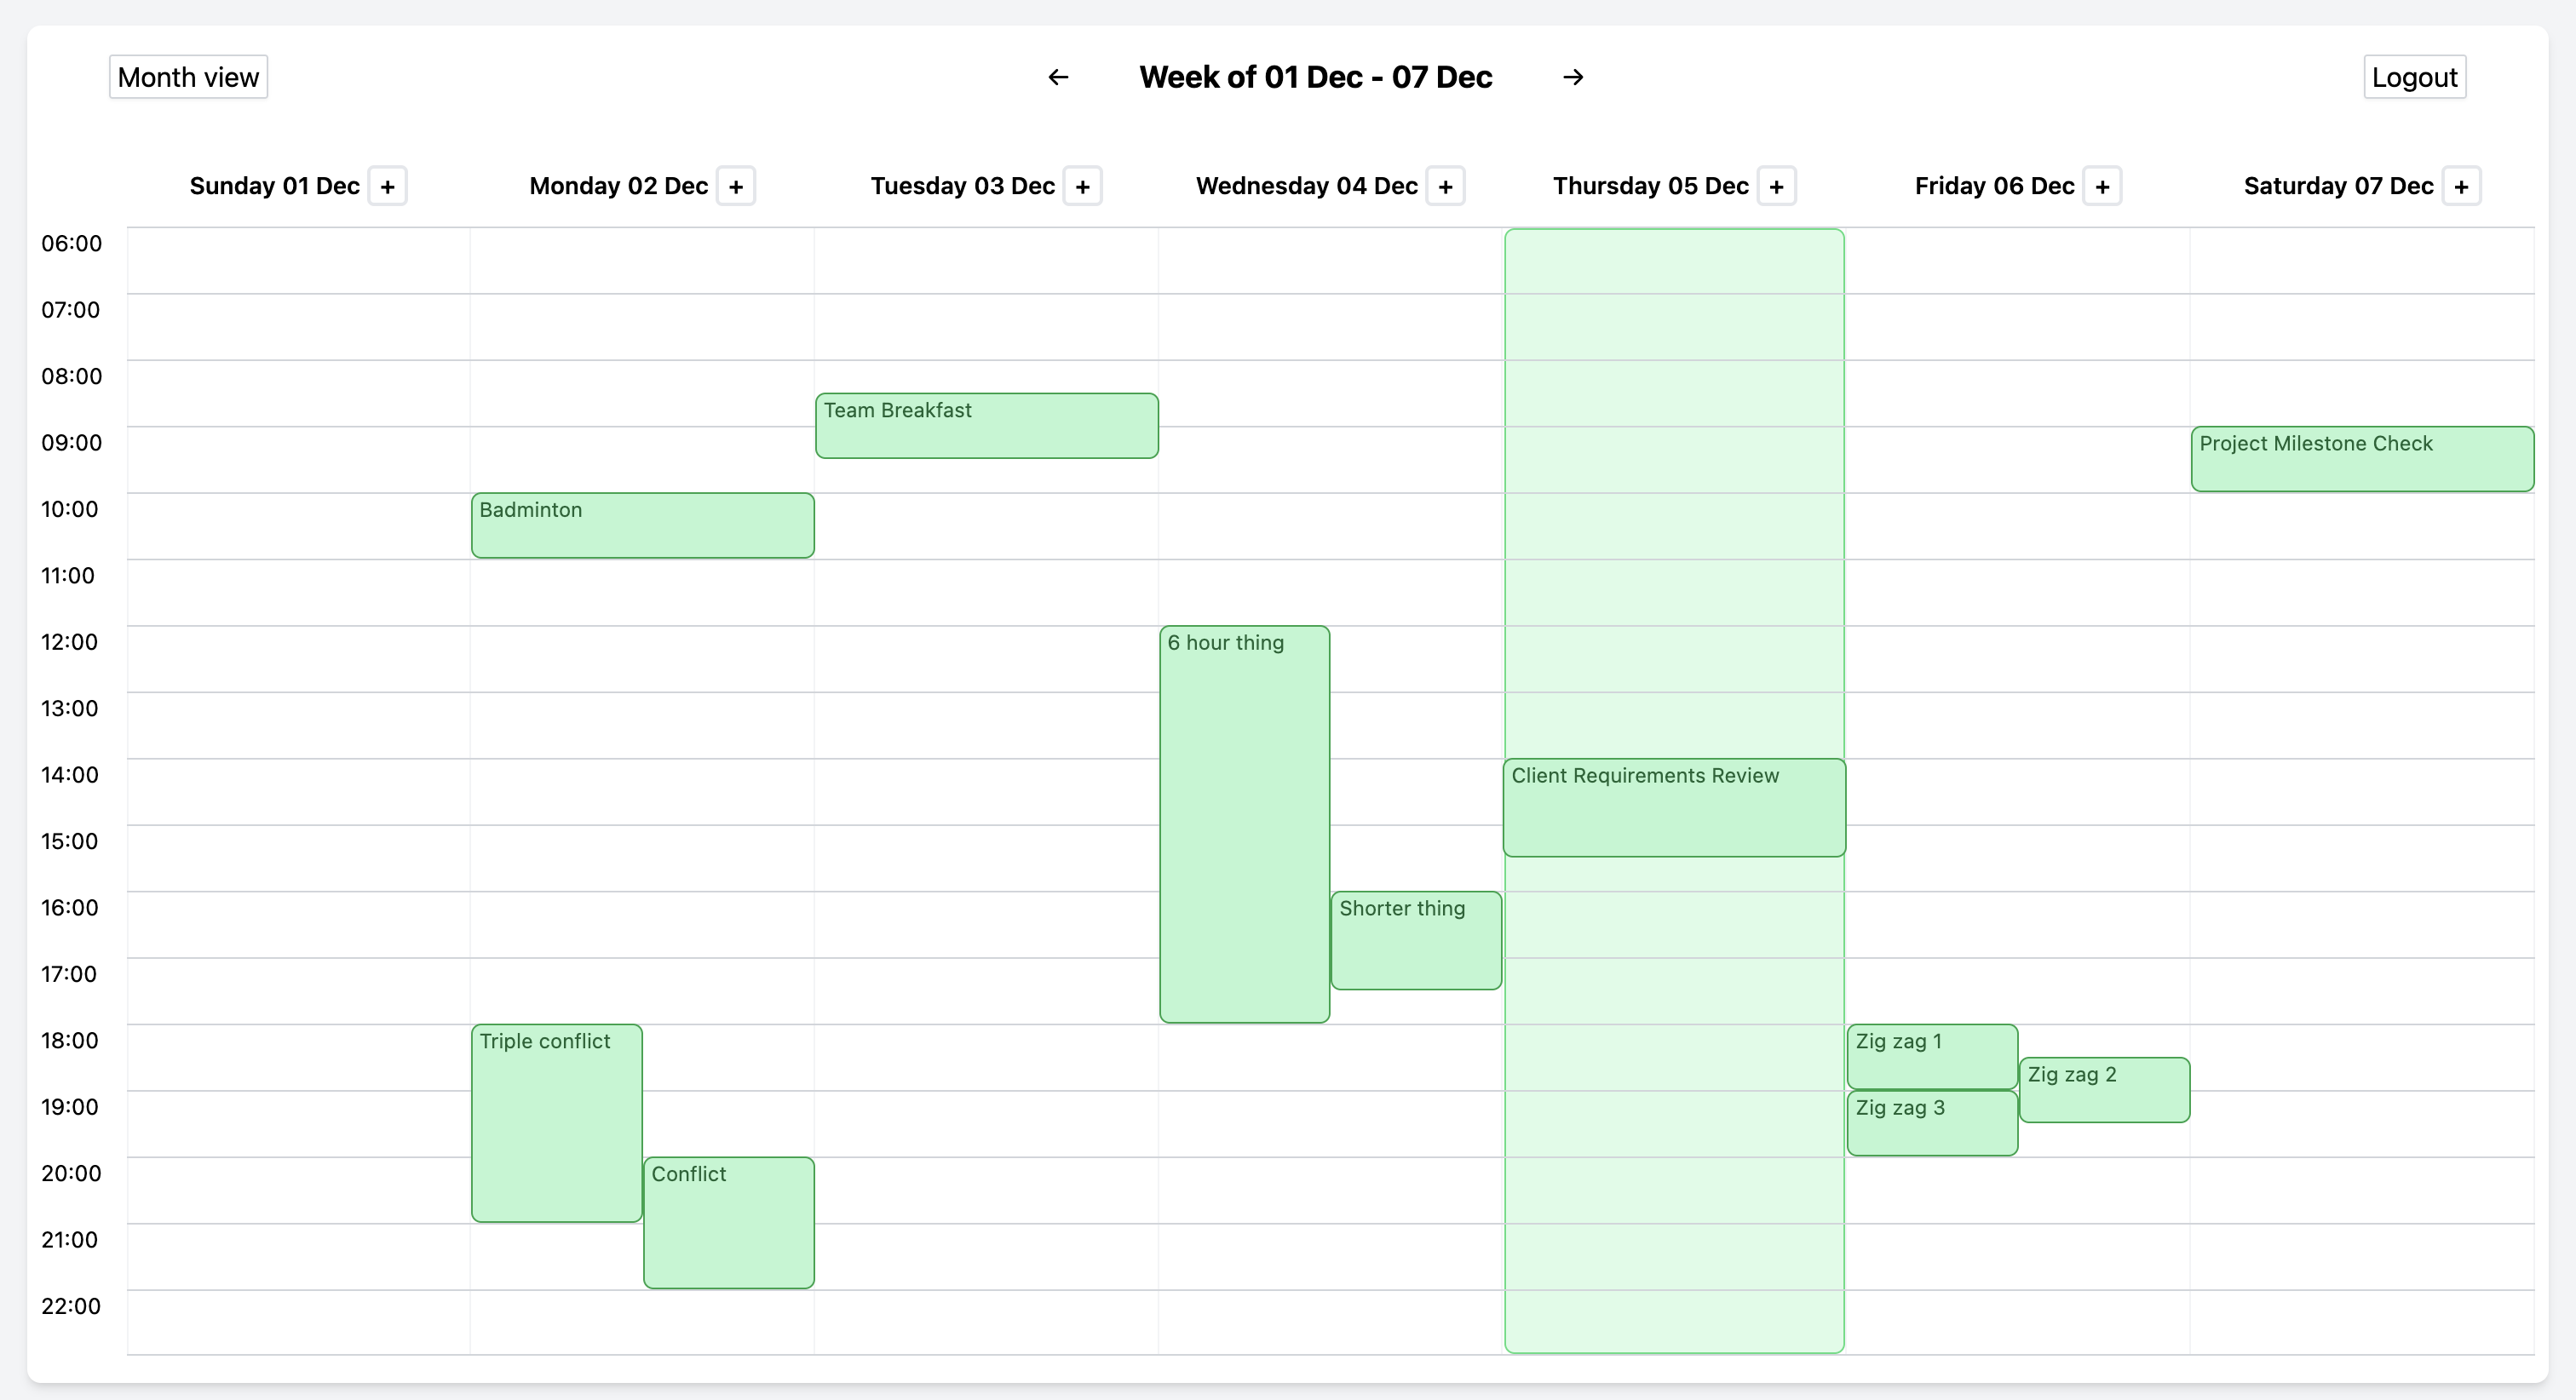 Month view
← Week of 01 Dec - 07 Dec →
Logout
Sunday 01 Dec +
Monday 02 Dec +
Tuesday 03 Dec +
Wednesday 04 Dec +
Thursday 05 Dec +
Friday 06 Dec +
Saturday 07 Dec +
06:00
07:00
08:00
Team Breakfast
09:00
Project Milestone Check
10:00
Badminton
11:00
12:00
6 hour thing
13:00
14:00
Client Requirements Review
15:00
16:00
Shorter thing
17:00
18:00
Triple conflict
Zig zag 1
Zig zag 2
19:00
Zig zag 3
20:00
Conflict
21:00
22:00